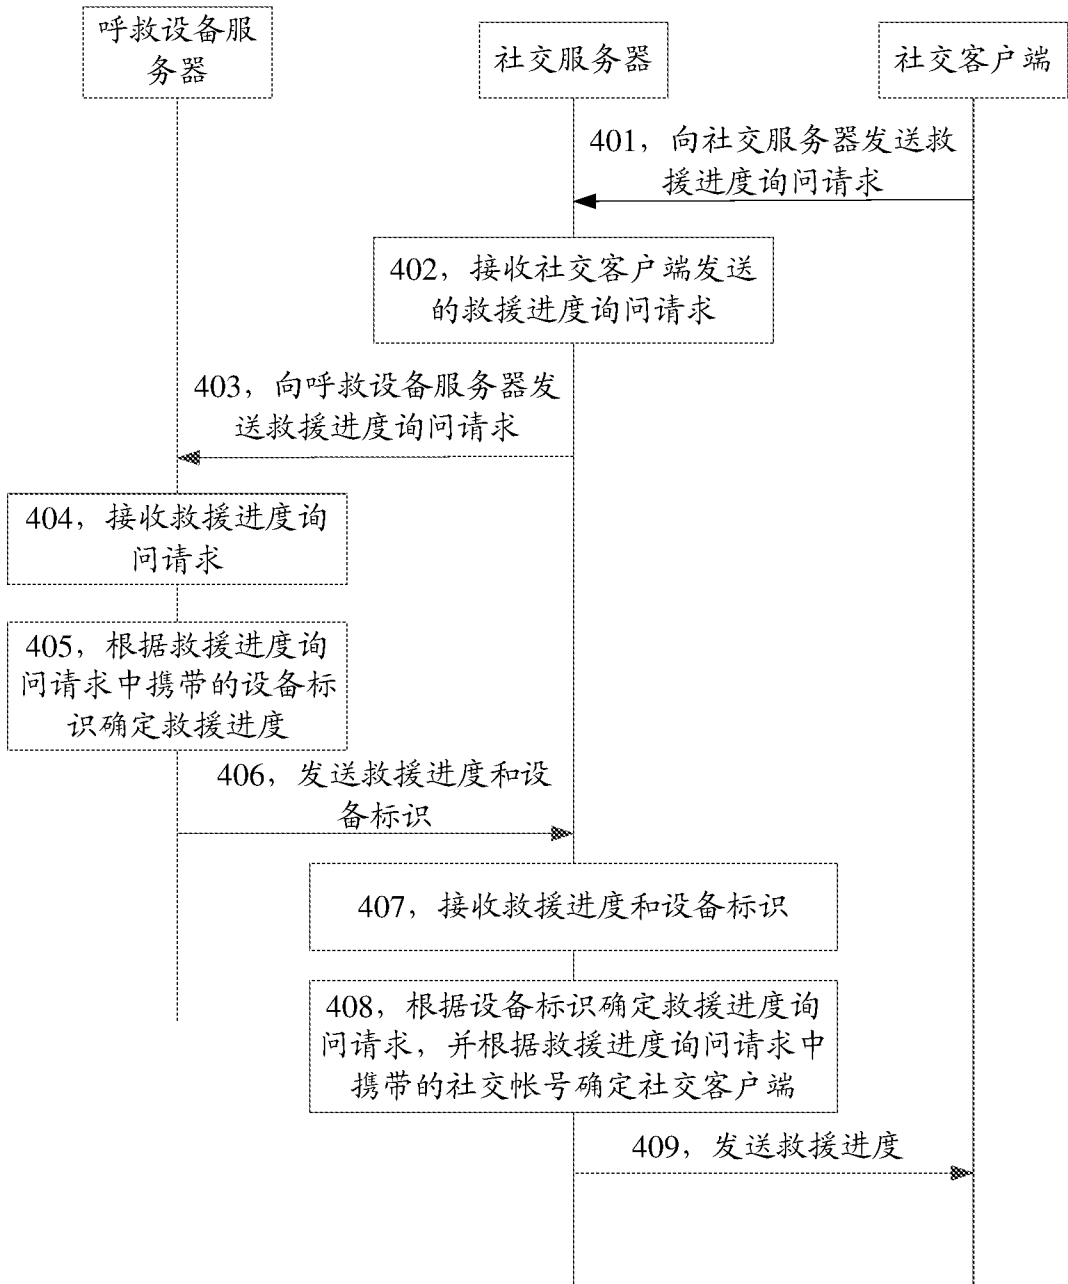 呼救设备服
务器
社交服务器
社交客户端
401，向社交服务器发送救
援进度询问请求
402，接收社交客户端发送
的救援进度询问请求
403，向呼救设备服务器发
送救援进度询问请求
404，接收救援进度询
问请求
405，根据救援进度询
问请求中携带的设备标
识确定救援进度
406，发送救援进度和设
备标识
407，接收救援进度和设备标识
408，根据设备标识确定救援进度询
问请求，并根据救援进度询问请求中
携带的社交帐号确定社交客户端
409，发送救援进度